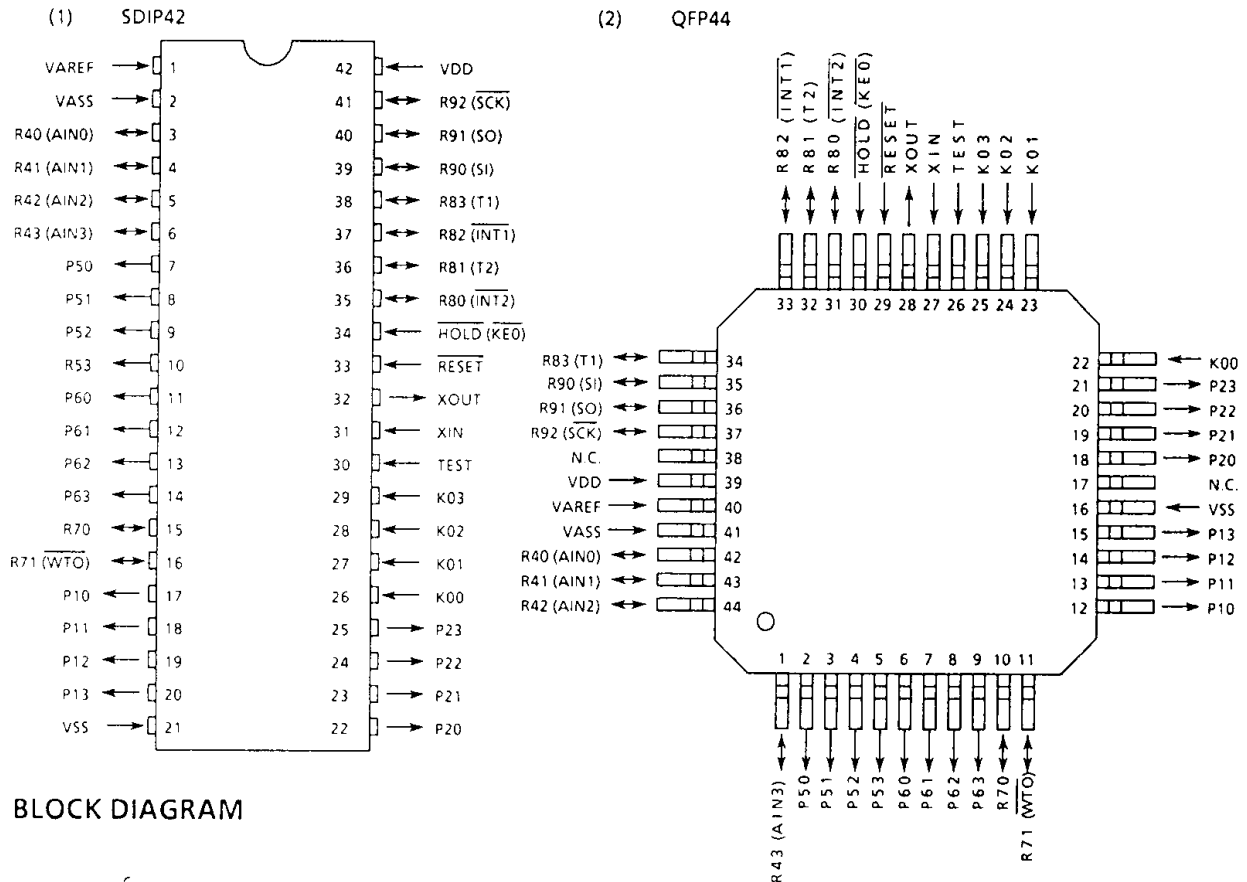 (1) SDIP42
VAREF 1 42 VDD
VASS 2 41 R92 (SCK)
R40 (AIN0) 3 40 R91 (SO)
R41 (AIN1) 4 39 R90 (SI)
R42 (AIN2) 5 38 R83 (T1)
R43 (AIN3) 6 37 R82 (INT1)
P50 7 36 R81 (T2)
P51 8 35 R80 (INT2)
P52 9 34 HOLD (KE0)
R53 10 33 RESET
P60 11 32 XOUT
P61 12 31 XIN
P62 13 30 TEST
P63 14 29 K03
R70 15 28 K02
R71 (WTO) 16 27 K01
P10 17 26 K00
P11 18 25 P23
P12 19 24 P22
P13 20 23 P21
VSS 21 22 P20
(2) QFP44
R82 (INT1)
R81 (T2)
R80 (INT2)
HOLD (KE0)
RESET
XOUT
XIN
TEST
K03
K02
K01
33 32 31 30 29 28 27 26 25 24 23
R83 (T1) 34 22 K00
R90 (SI) 35 21 P23
R91 (SO) 36 20 P22
R92 (SCK) 37 19 P21
N.C. 38 18 P20
VDD 39 17 N.C.
VAREF 40 16 VSS
VASS 41 15 P13
R40 (AIN0) 42 14 P12
R41 (AIN1) 43 13 P11
R42 (AIN2) 44 12 P10
1 2 3 4 5 6 7 8 9 10 11
R43 (AIN3)
P50
P51
P52
P53
P60
P61
P62
P63
R70
R71 (WTO)
BLOCK DIAGRAM